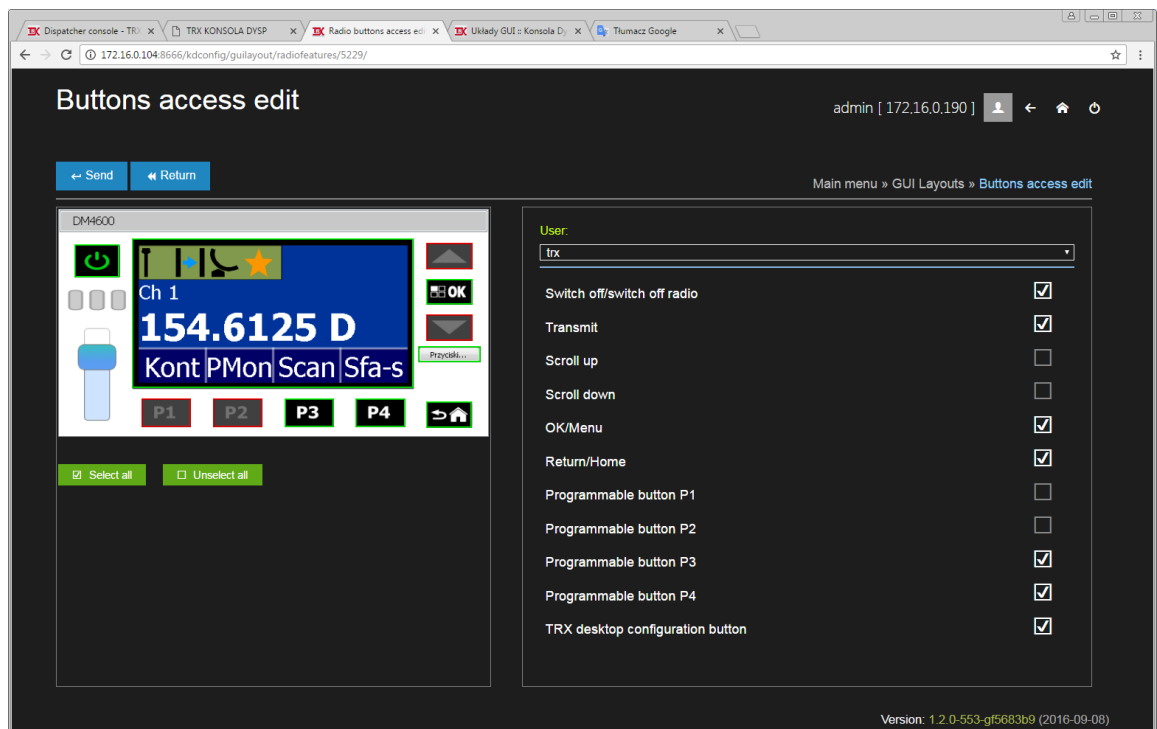 Dispatcher console - TR
TRX KONSOLA DYSP
Radio buttons access ed
Układy GUI :: Konsola Dy
Tłumacz Google
172.16.0.104:8666/kdconfig/guilayout/radiofeatures/5229/
Buttons access edit
admin [ 172.16.0.190 ]
Send
Return
Main menu » GUI Layouts » Buttons access edit
DM4600
Ch 1
154.6125 D
Kont PMon Scan Sfa-s
OK
Przyciski...
P1
P2
P3
P4
Select all
Unselect all
User:
trx
Switch off/switch off radio
Transmit
Scroll up
Scroll down
OK/Menu
Return/Home
Programmable button P1
Programmable button P2
Programmable button P3
Programmable button P4
TRX desktop configuration button
Version: 1.2.0-553-gf5683b9 (2016-09-08)